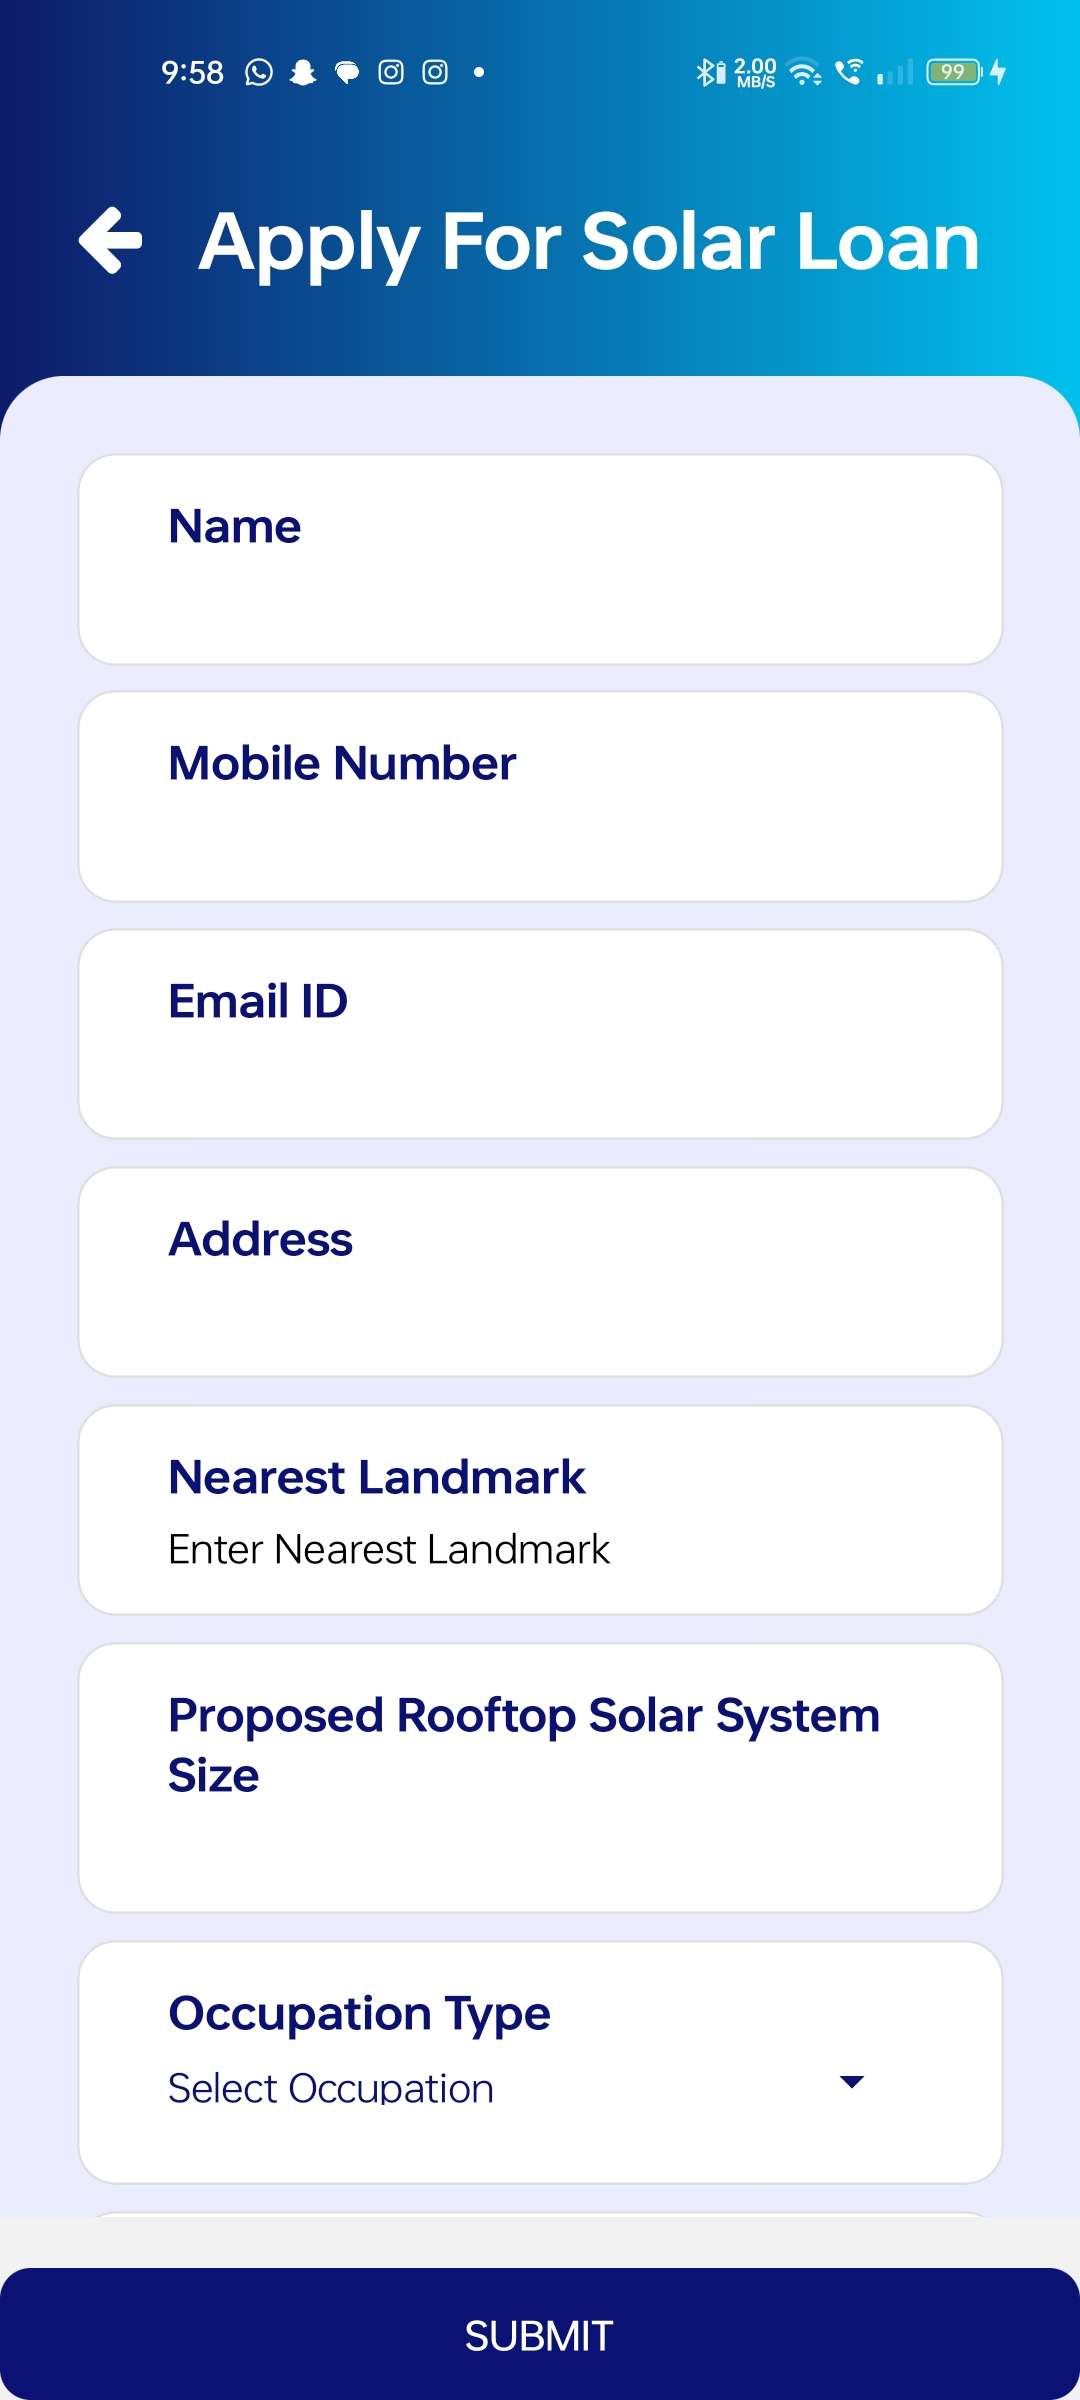 9:58 2.00 MB/S 99
Apply For Solar Loan
Name
Mobile Number
Email ID
Address
Nearest Landmark
Enter Nearest Landmark
Proposed Rooftop Solar System
Size
Occupation Type
Select Occupation
SUBMIT